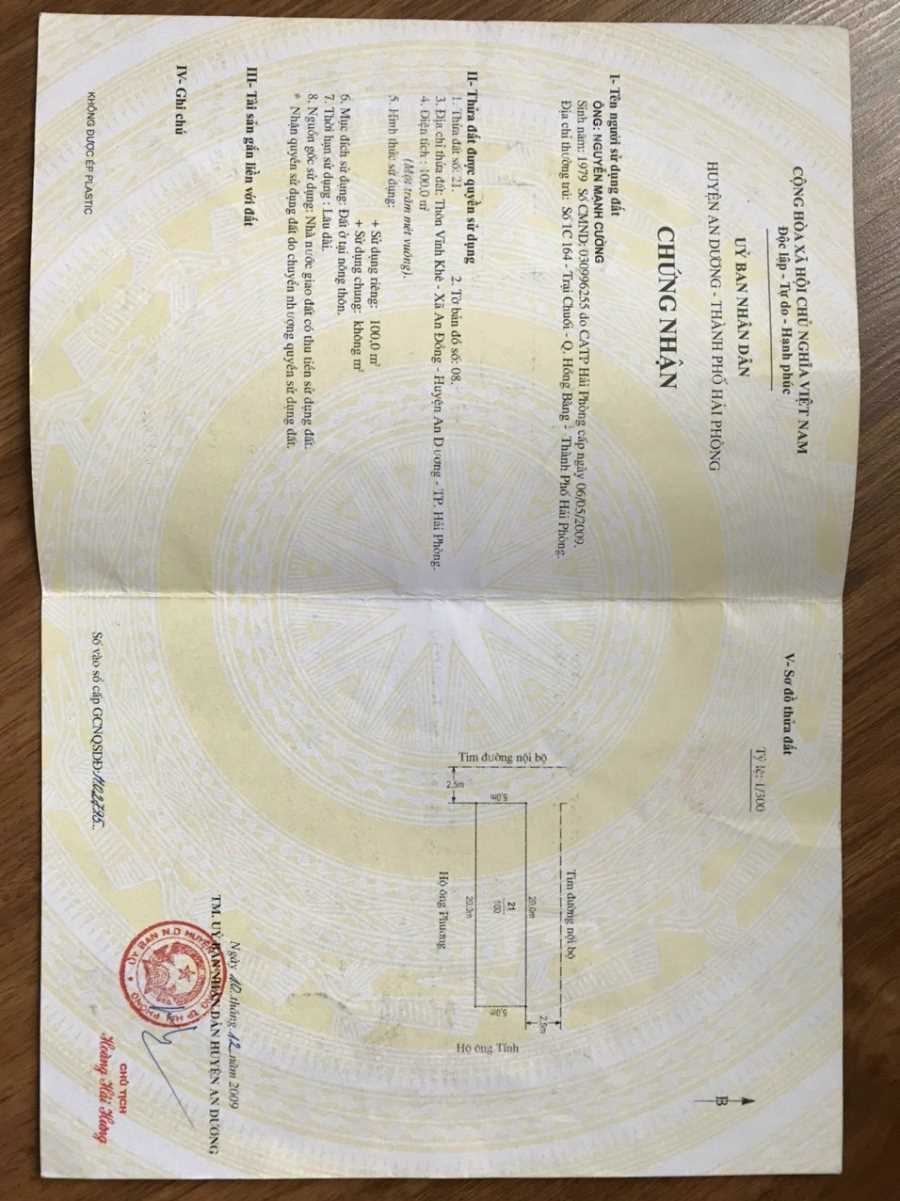 CỘNG HÒA XÃ HỘI CHỦ NGHĨA VIỆT NAM
Độc lập - Tự do - Hạnh phúc
UỶ BAN NHÂN DÂN
HUYỆN AN DƯƠNG - THÀNH PHỐ HẢI PHÒNG
CHỨNG NHẬN
I- Tên người sử dụng đất
ÔNG: NGUYỄN MẠNH CƯỜNG
Sinh năm: 1979 Số CMND: 030996255 do CATP Hải Phòng cấp ngày 06/05/2009.
Địa chỉ thường trú: Số 1C 164 - Trại Chuối - Q. Hồng Bàng - Thành Phố Hải Phòng.
II- Thửa đất được quyền sử dụng
1. Thửa đất số: 21. 2. Tờ bản đồ số: 08.
3. Địa chỉ thửa đất: Thôn Vĩnh Khê - Xã An Đồng - Huyện An Dương - TP. Hải Phòng.
4. Diện tích : 100,0 m²
(Một trăm mét vuông).
5. Hình thức sử dụng:
+ Sử dụng riêng: 100,0 m²
+ Sử dụng chung: không m²
6. Mục đích sử dụng: Đất ở tại nông thôn.
7. Thời hạn sử dụng : Lâu dài.
8. Nguồn gốc sử dụng: Nhà nước giao đất có thu tiền sử dụng đất.
* Nhận quyền sử dụng đất do chuyển nhượng quyền sử dụng đất.
III- Tài sản gắn liền với đất
IV- Ghi chú
KHÔNG ĐƯỢC ÉP PLASTIC
V- Sơ đồ thửa đất
Tỷ lệ: 1/300
B
Tim đường nội bộ
2,5m
Tim đường nội bộ
2,5m
5,0m
20,0m
21
100
5,0m
Hộ ông Phương
Hộ ông Tính
Ngày 10 tháng 12 năm 2009
TM. UỶ BAN NHÂN DÂN HUYỆN AN DƯƠNG
CHỦ TỊCH
Hoàng Hải Hưng
Số vào sổ cấp GCNQSDĐ: